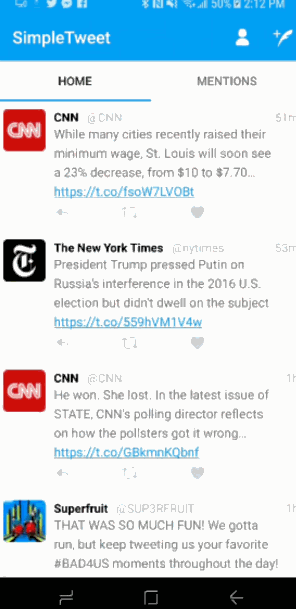 50% 2:12 PM
SimpleTweet
HOME MENTIONS
CNN @CNN 51m
CNN
While many cities recently raised their
minimum wage, St. Louis will soon see
a 23% decrease, from $10 to $7.70...
https://t.co/fsoW7LVOBt
The New York Times @nytimes 53m
President Trump pressed Putin on
Russia's interference in the 2016 U.S.
election but didn't dwell on the subject
https://t.co/559hVM1V4w
CNN @CNN 1h
CNN
He won. She lost. In the latest issue of
STATE, CNN's polling director reflects
on how the pollsters got it wrong...
https://t.co/GBkmnKQbnf
Superfruit @SUP3RFRUIT 1h
THAT WAS SO MUCH FUN! We gotta
run, but keep tweeting us your favorite
#BAD4US moments throughout the day!